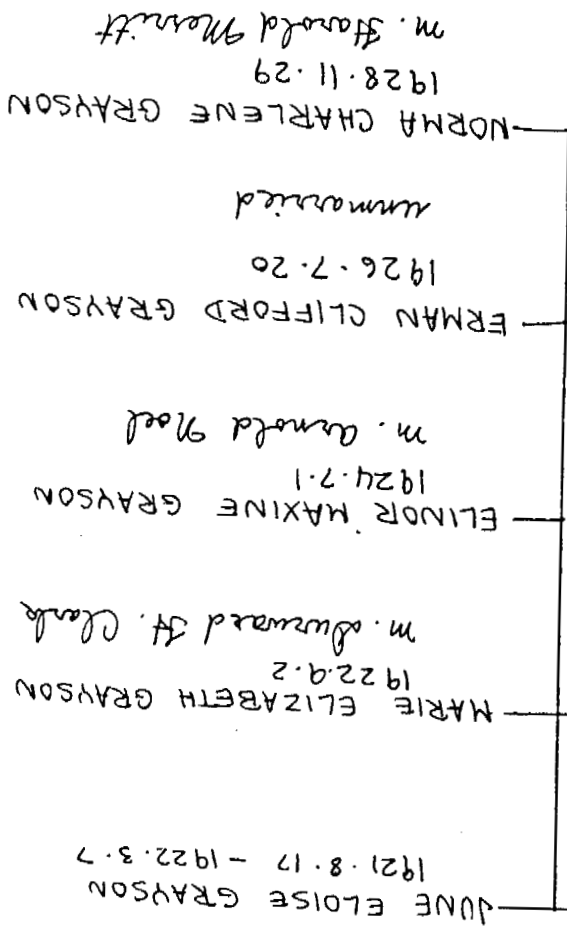 JUNE ELOISE GRAYSON
1921·8·17 – 1922·3·7
MARIE ELIZABETH GRAYSON
1922·9·2
m. Durward H. Clark
ELINOR MAXINE GRAYSON
1924·7·1
m. Arnold Noel
ERMAN CLIFFORD GRAYSON
1926·7·20
unmarried
NORMA CHARLENE GRAYSON
1928·11·29
m. Harold Merritt